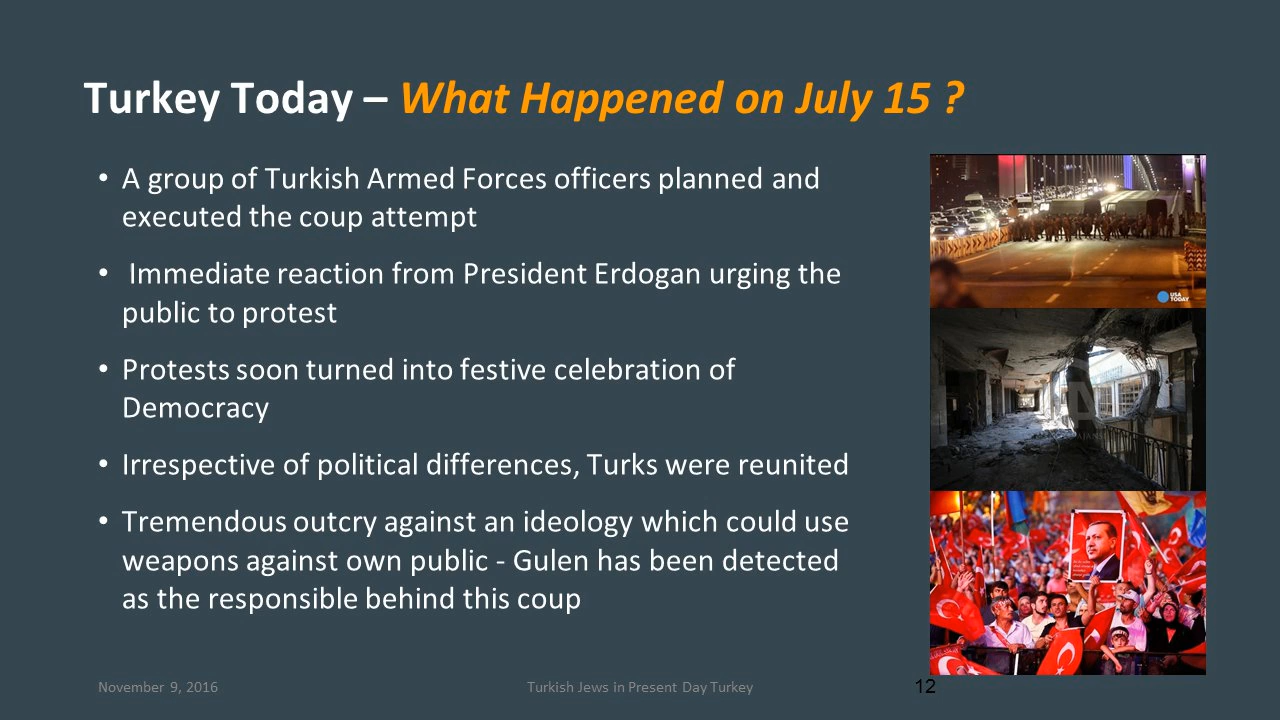 Turkey Today – What Happened on July 15 ?
• A group of Turkish Armed Forces officers planned and
executed the coup attempt
• Immediate reaction from President Erdogan urging the
public to protest
• Protests soon turned into festive celebration of
Democracy
• Irrespective of political differences, Turks were reunited
• Tremendous outcry against an ideology which could use
weapons against own public - Gulen has been detected
as the responsible behind this coup
USA
TODAY
November 9, 2016
Turkish Jews in Present Day Turkey
12